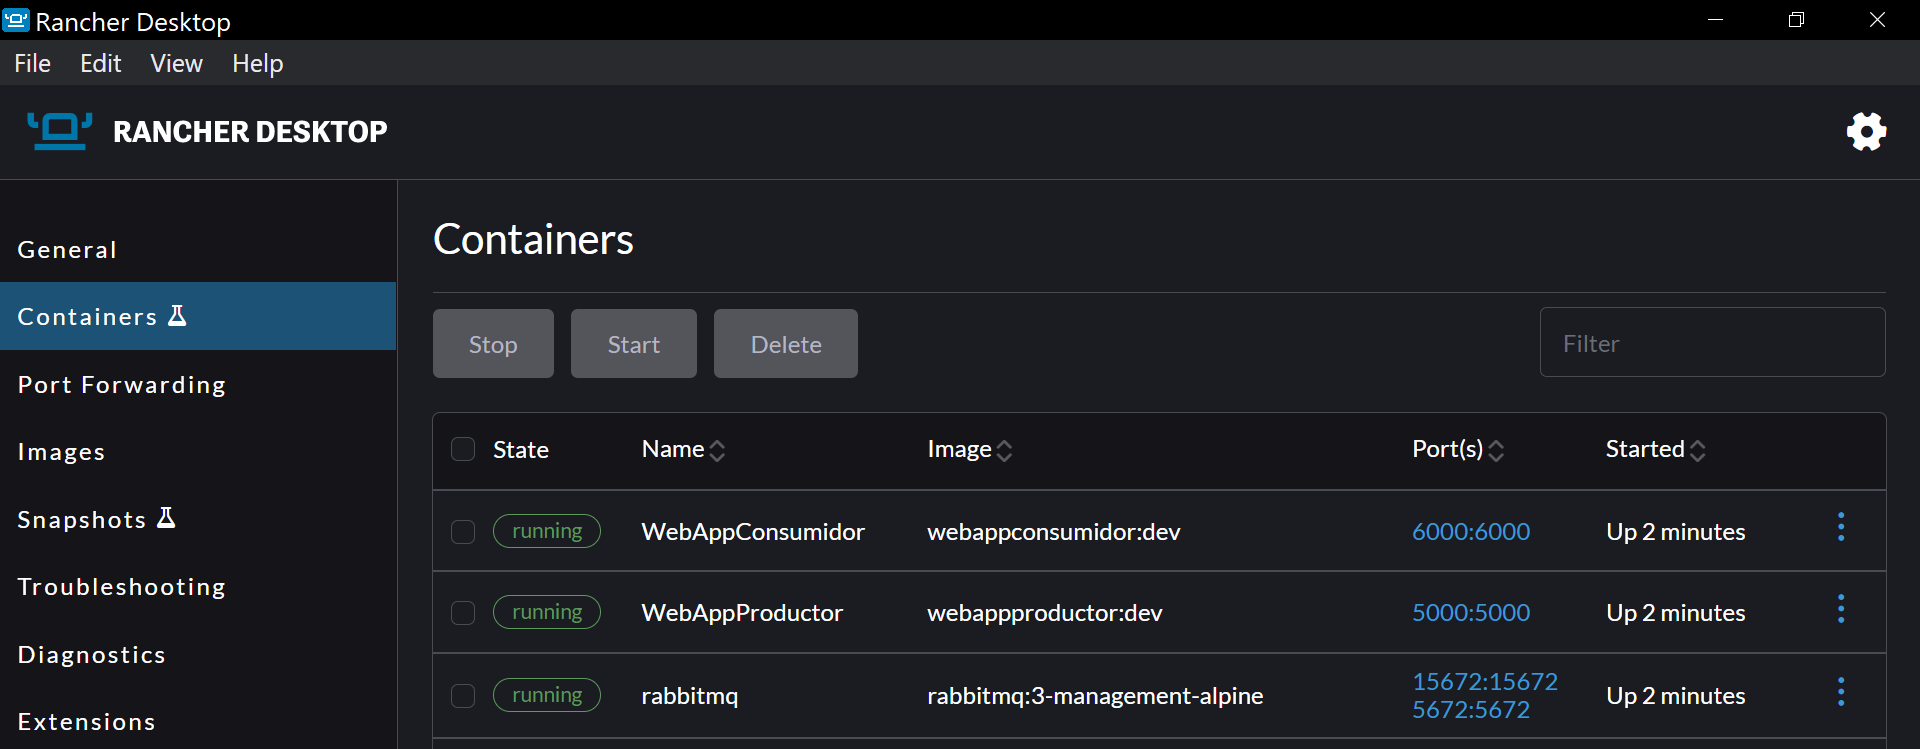 Rancher Desktop
File Edit View Help
RANCHER DESKTOP
General
Containers
Port Forwarding
Images
Snapshots
Troubleshooting
Diagnostics
Extensions
Containers
Stop Start Delete Filter
State Name Image Port(s) Started
running WebAppConsumidor webappconsumidor:dev 6000:6000 Up 2 minutes
running WebAppProductor webappproductor:dev 5000:5000 Up 2 minutes
running rabbitmq rabbitmq:3-management-alpine 15672:15672 Up 2 minutes
5672:5672